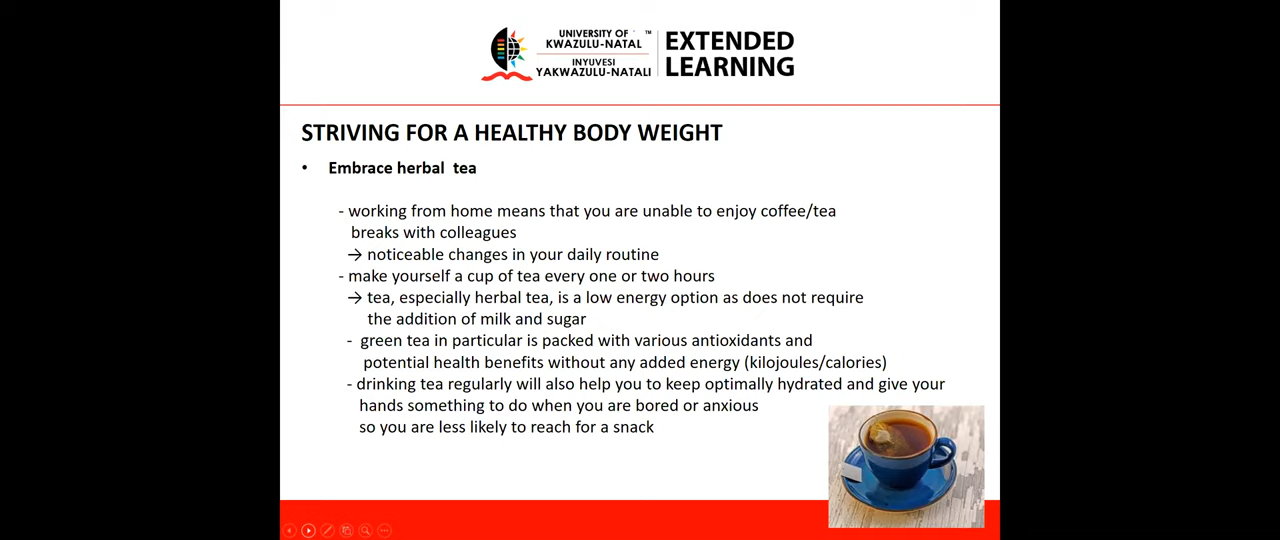 UNIVERSITY OF ™
KWAZULU-NATAL
INYUVESI
YAKWAZULU-NATALI
EXTENDED
LEARNING
STRIVING FOR A HEALTHY BODY WEIGHT
• Embrace herbal tea
- working from home means that you are unable to enjoy coffee/tea
breaks with colleagues
→ noticeable changes in your daily routine
- make yourself a cup of tea every one or two hours
→ tea, especially herbal tea, is a low energy option as does not require
the addition of milk and sugar
- green tea in particular is packed with various antioxidants and
potential health benefits without any added energy (kilojoules/calories)
- drinking tea regularly will also help you to keep optimally hydrated and give your
hands something to do when you are bored or anxious
so you are less likely to reach for a snack